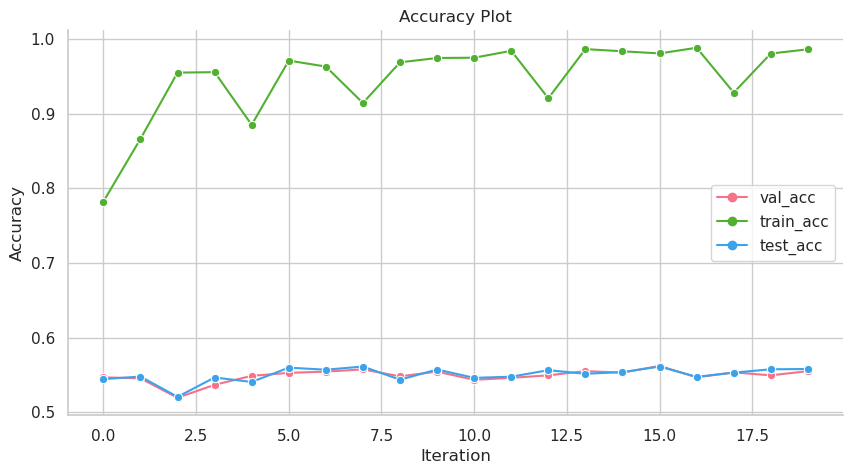 Accuracy Plot
Accuracy
1.0
0.9
0.8
0.7
0.6
0.5
val_acc
train_acc
test_acc
0.0 2.5 5.0 7.5 10.0 12.5 15.0 17.5
Iteration